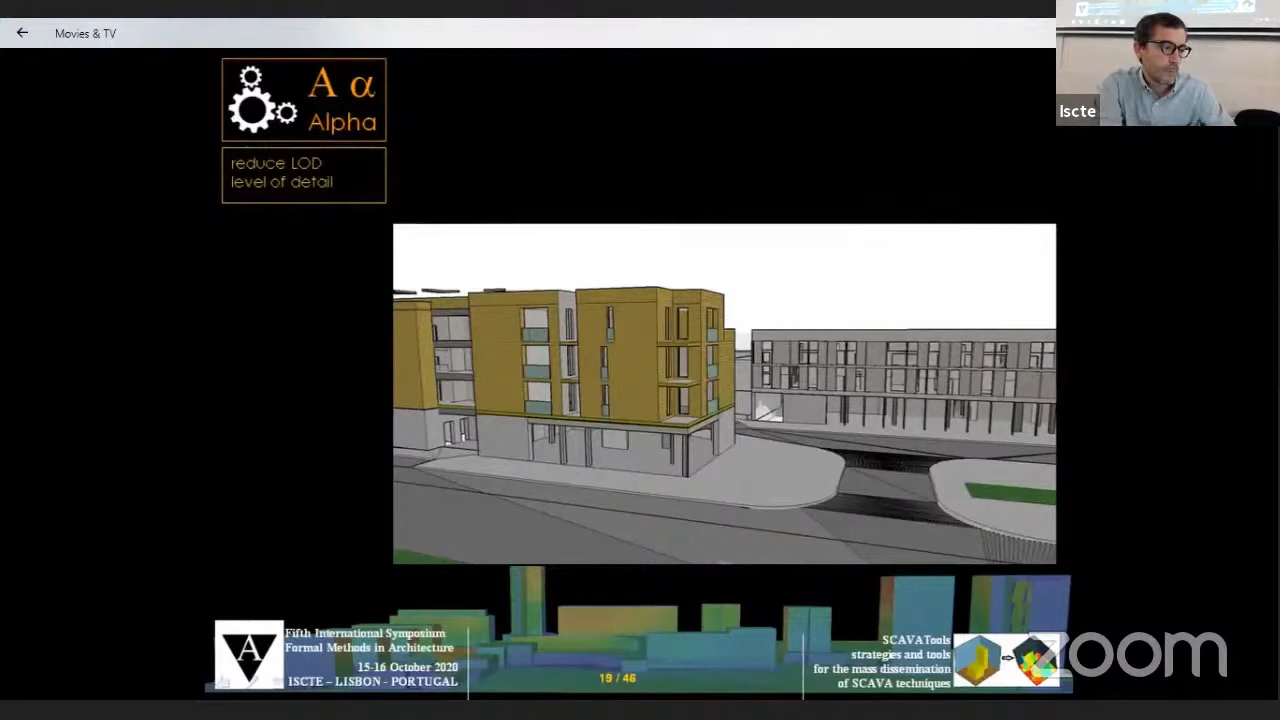 Movies & TV
A α
Alpha
reduce LOD
level of detail
Iscte
A
Fifth International Symposium
Formal Methods in Architecture
15-16 October 2020
ISCTE – LISBON - PORTUGAL
19 / 46
SCAVATools
strategies and tools
for the mass dissemination
of SCAVA techniques
zoom